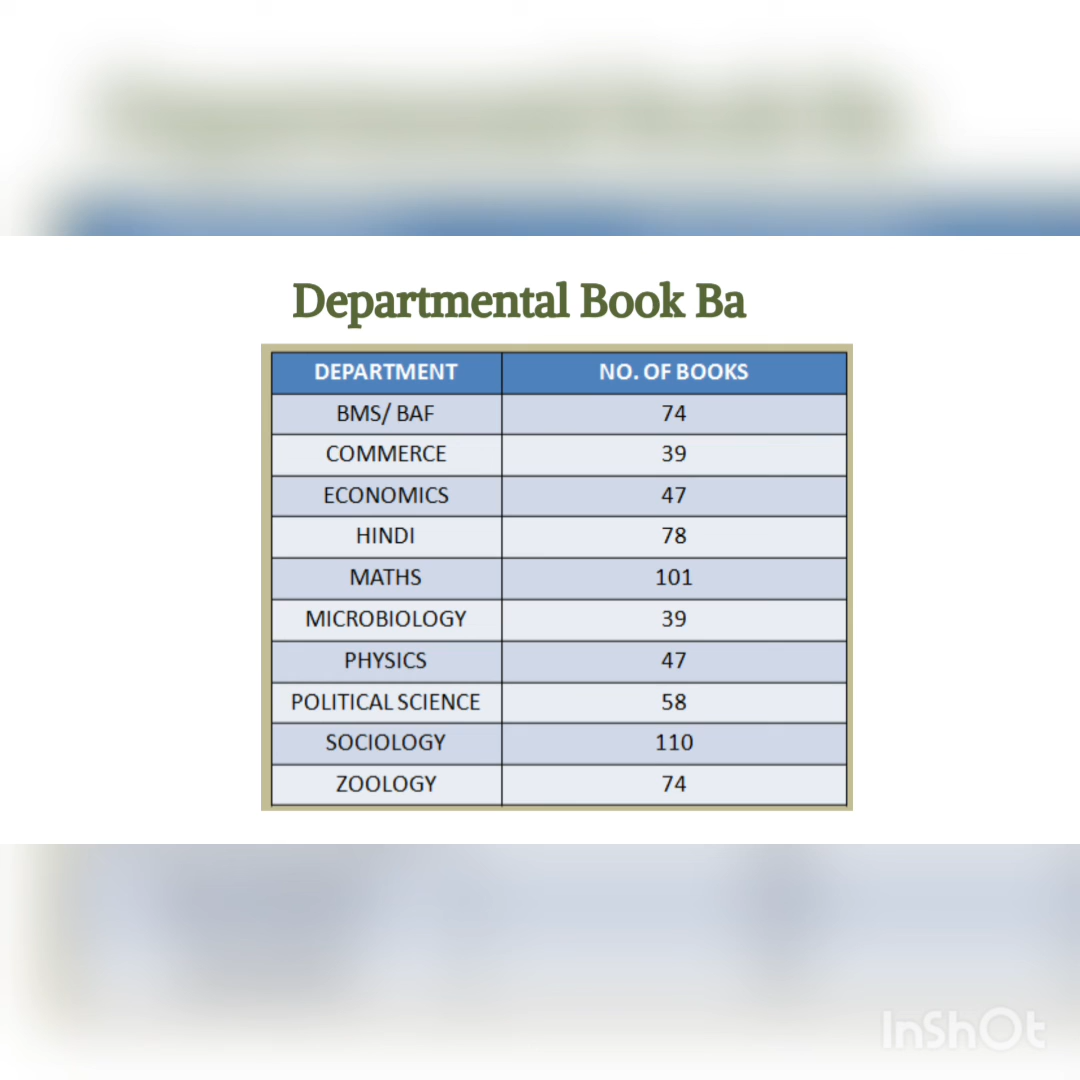 Departmental Book Ba
DEPARTMENT NO. OF BOOKS
BMS/ BAF 74
COMMERCE 39
ECONOMICS 47
HINDI 78
MATHS 101
MICROBIOLOGY 39
PHYSICS 47
POLITICAL SCIENCE 58
SOCIOLOGY 110
ZOOLOGY 74
InShOt